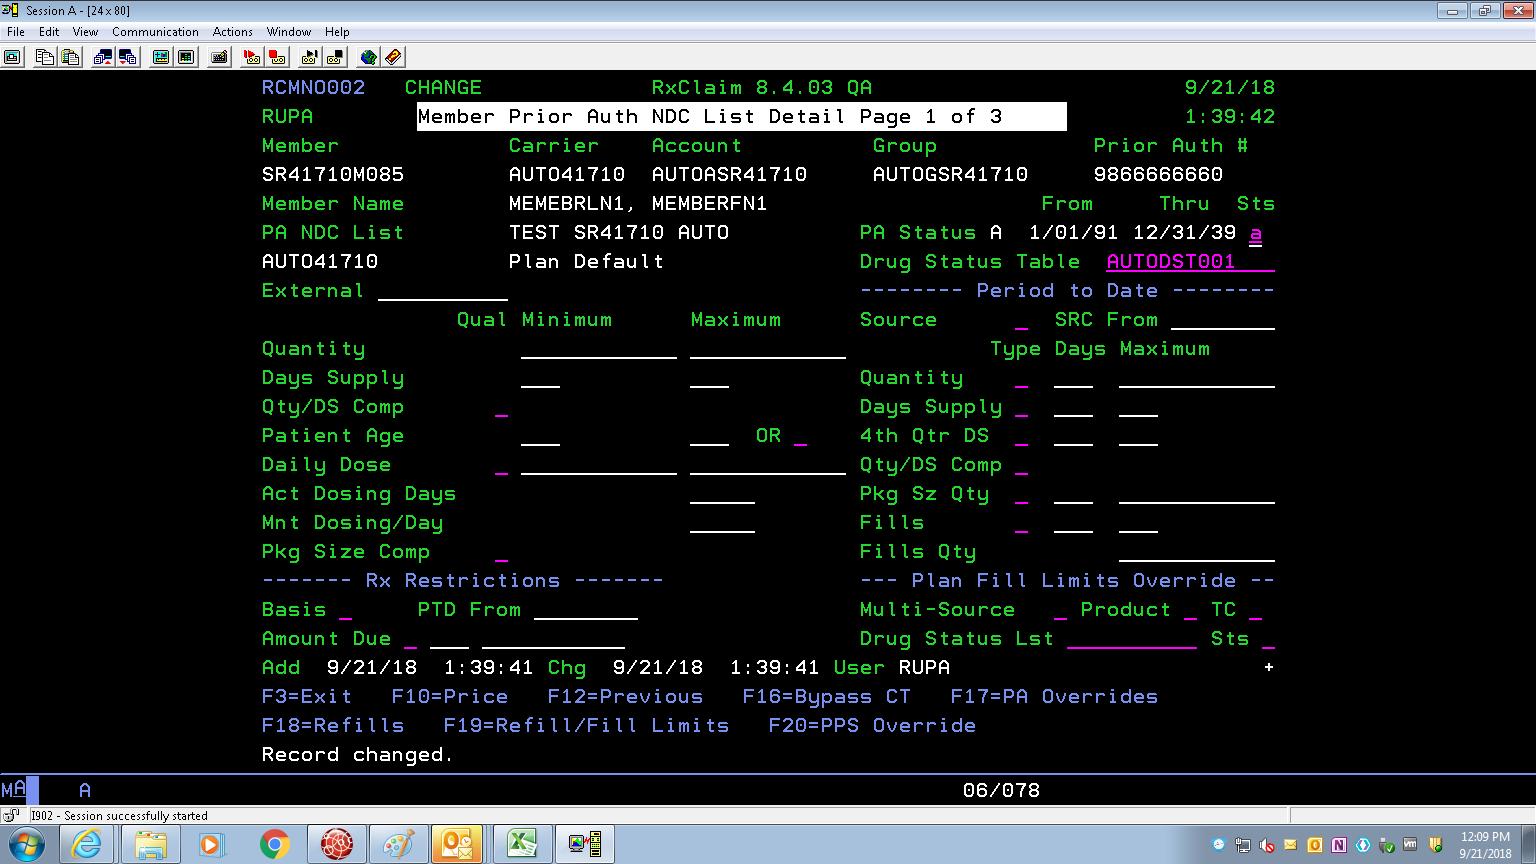 Session A - [24 x 80]
File Edit View Communication Actions Window Help
RCMNO002 CHANGE RxClaim 8.4.03 QA 9/21/18
RUPA Member Prior Auth NDC List Detail Page 1 of 3 1:39:42
Member Carrier Account Group Prior Auth #
SR41710M085 AUTO41710 AUTOASR41710 AUTOGSR41710 9866666660
Member Name MEMEBRLN1, MEMBERFN1 From Thru Sts
PA NDC List TEST SR41710 AUTO PA Status A 1/01/91 12/31/39 a
AUTO41710 Plan Default Drug Status Table AUTODST001
External -------- Period to Date --------
Qual Minimum Maximum Source _ SRC From
Quantity Type Days Maximum
Days Supply Quantity _
Qty/DS Comp _ Days Supply _
Patient Age OR _ 4th Qtr DS _
Daily Dose _ Qty/DS Comp _
Act Dosing Days Pkg Sz Qty _
Mnt Dosing/Day Fills _
Pkg Size Comp _ Fills Qty
------- Rx Restrictions ------- --- Plan Fill Limits Override --
Basis _ PTD From Multi-Source _ Product _ TC _
Amount Due _ Drug Status Lst Sts _
Add 9/21/18 1:39:41 Chg 9/21/18 1:39:41 User RUPA +
F3=Exit F10=Price F12=Previous F16=Bypass CT F17=PA Overrides
F18=Refills F19=Refill/Fill Limits F20=PPS Override
Record changed.
MA A 06/078
I902 - Session successfully started
12:09 PM
9/21/2018